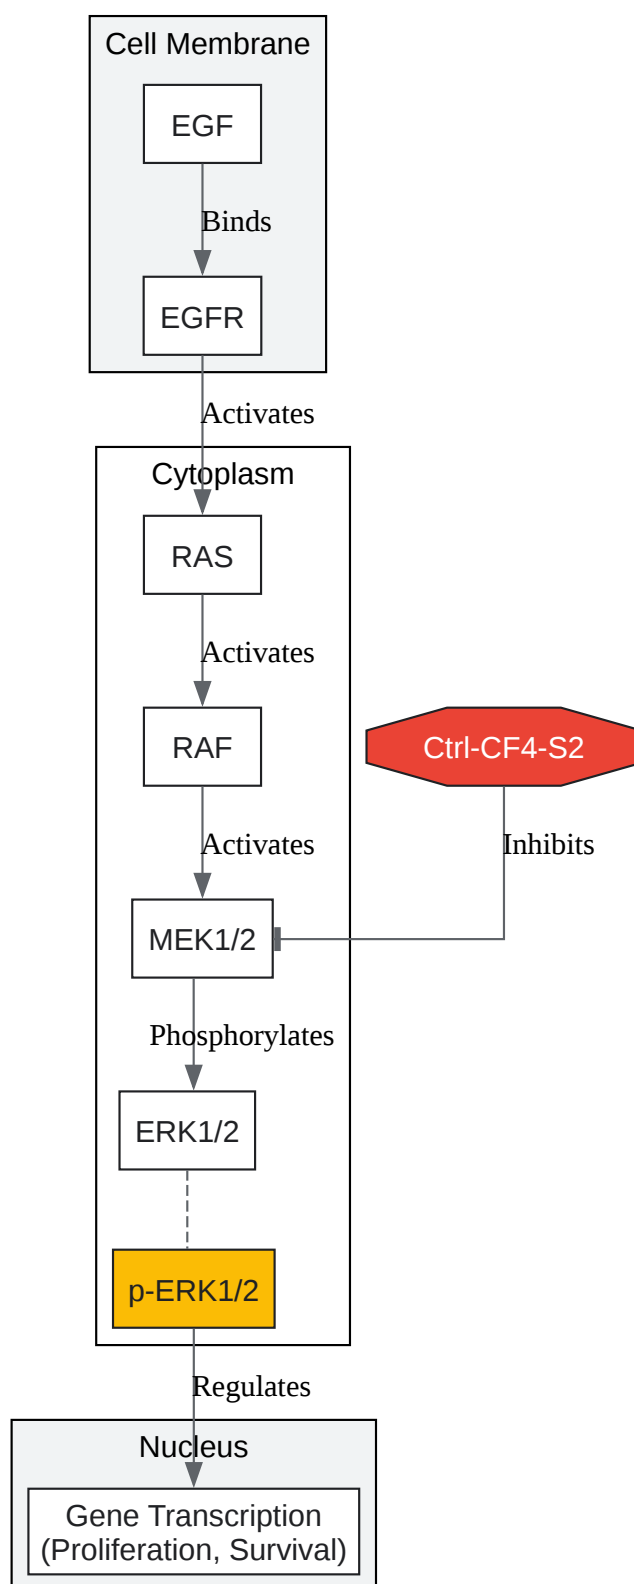 Cell Membrane
EGF
Binds
EGFR
Activates
Cytoplasm
RAS
Activates
RAF
Ctrl-CF4-S2
Activates
Inhibits
MEK1/2
Phosphorylates
ERK1/2
p-ERK1/2
Regulates
Nucleus
Gene Transcription
(Proliferation, Survival)